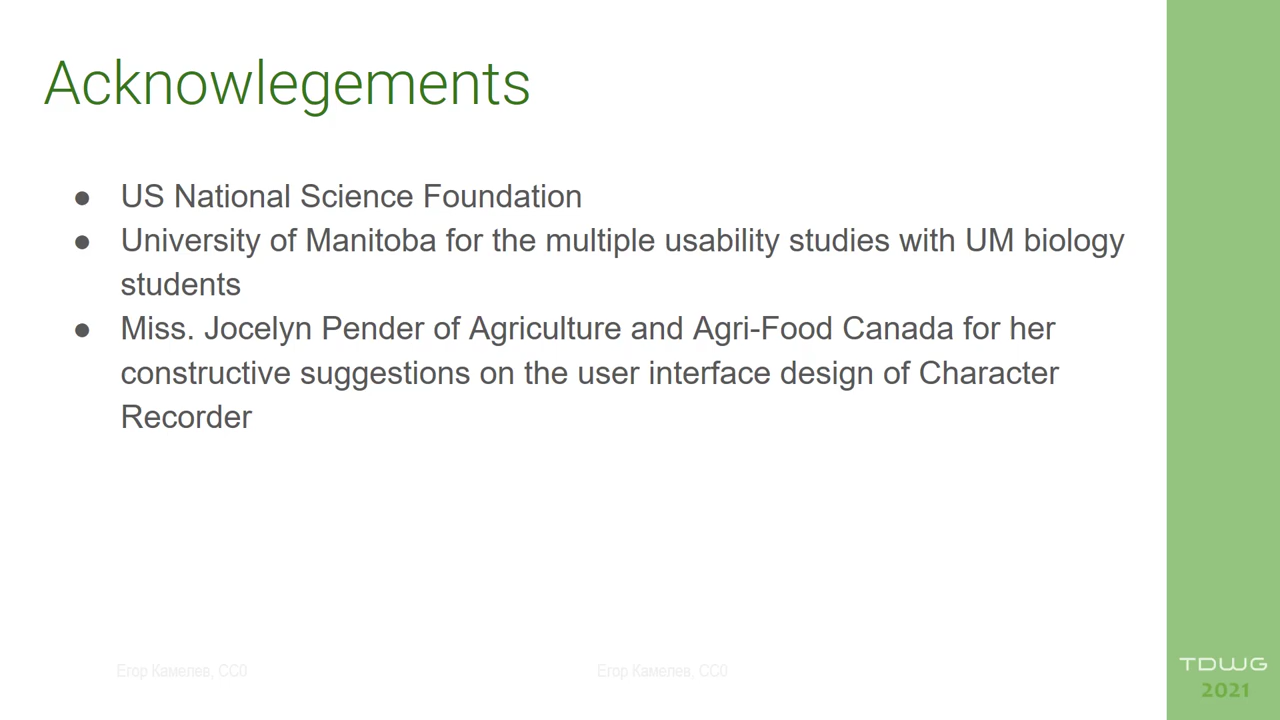 Acknowlegements
● US National Science Foundation
● University of Manitoba for the multiple usability studies with UM biology
students
● Miss. Jocelyn Pender of Agriculture and Agri-Food Canada for her
constructive suggestions on the user interface design of Character
Recorder
Егор Камелев, CC0
Егор Камелев, CC0
TDWG
2021